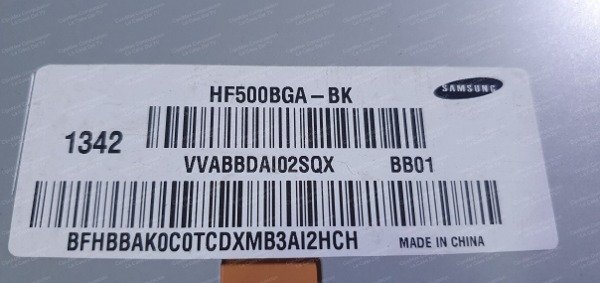 HF500BGA-BK
SAMSUNG
1342
VVABBDAI02SQX BB01
BFHBBAK0C0TCDXMB3AI2HCH MADE IN CHINA